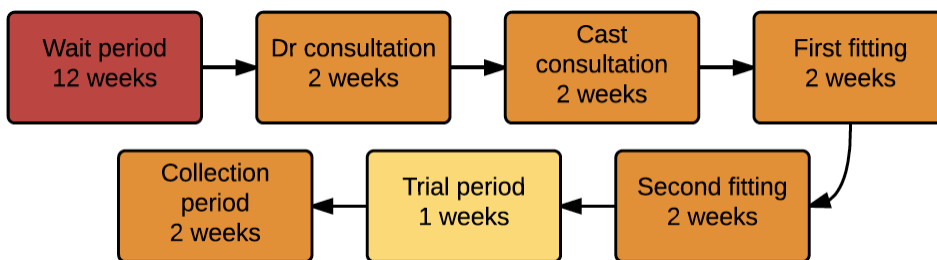 Wait period
12 weeks
Dr consultation
2 weeks
Cast
consultation
2 weeks
First fitting
2 weeks
Second fitting
2 weeks
Trial period
1 weeks
Collection
period
2 weeks